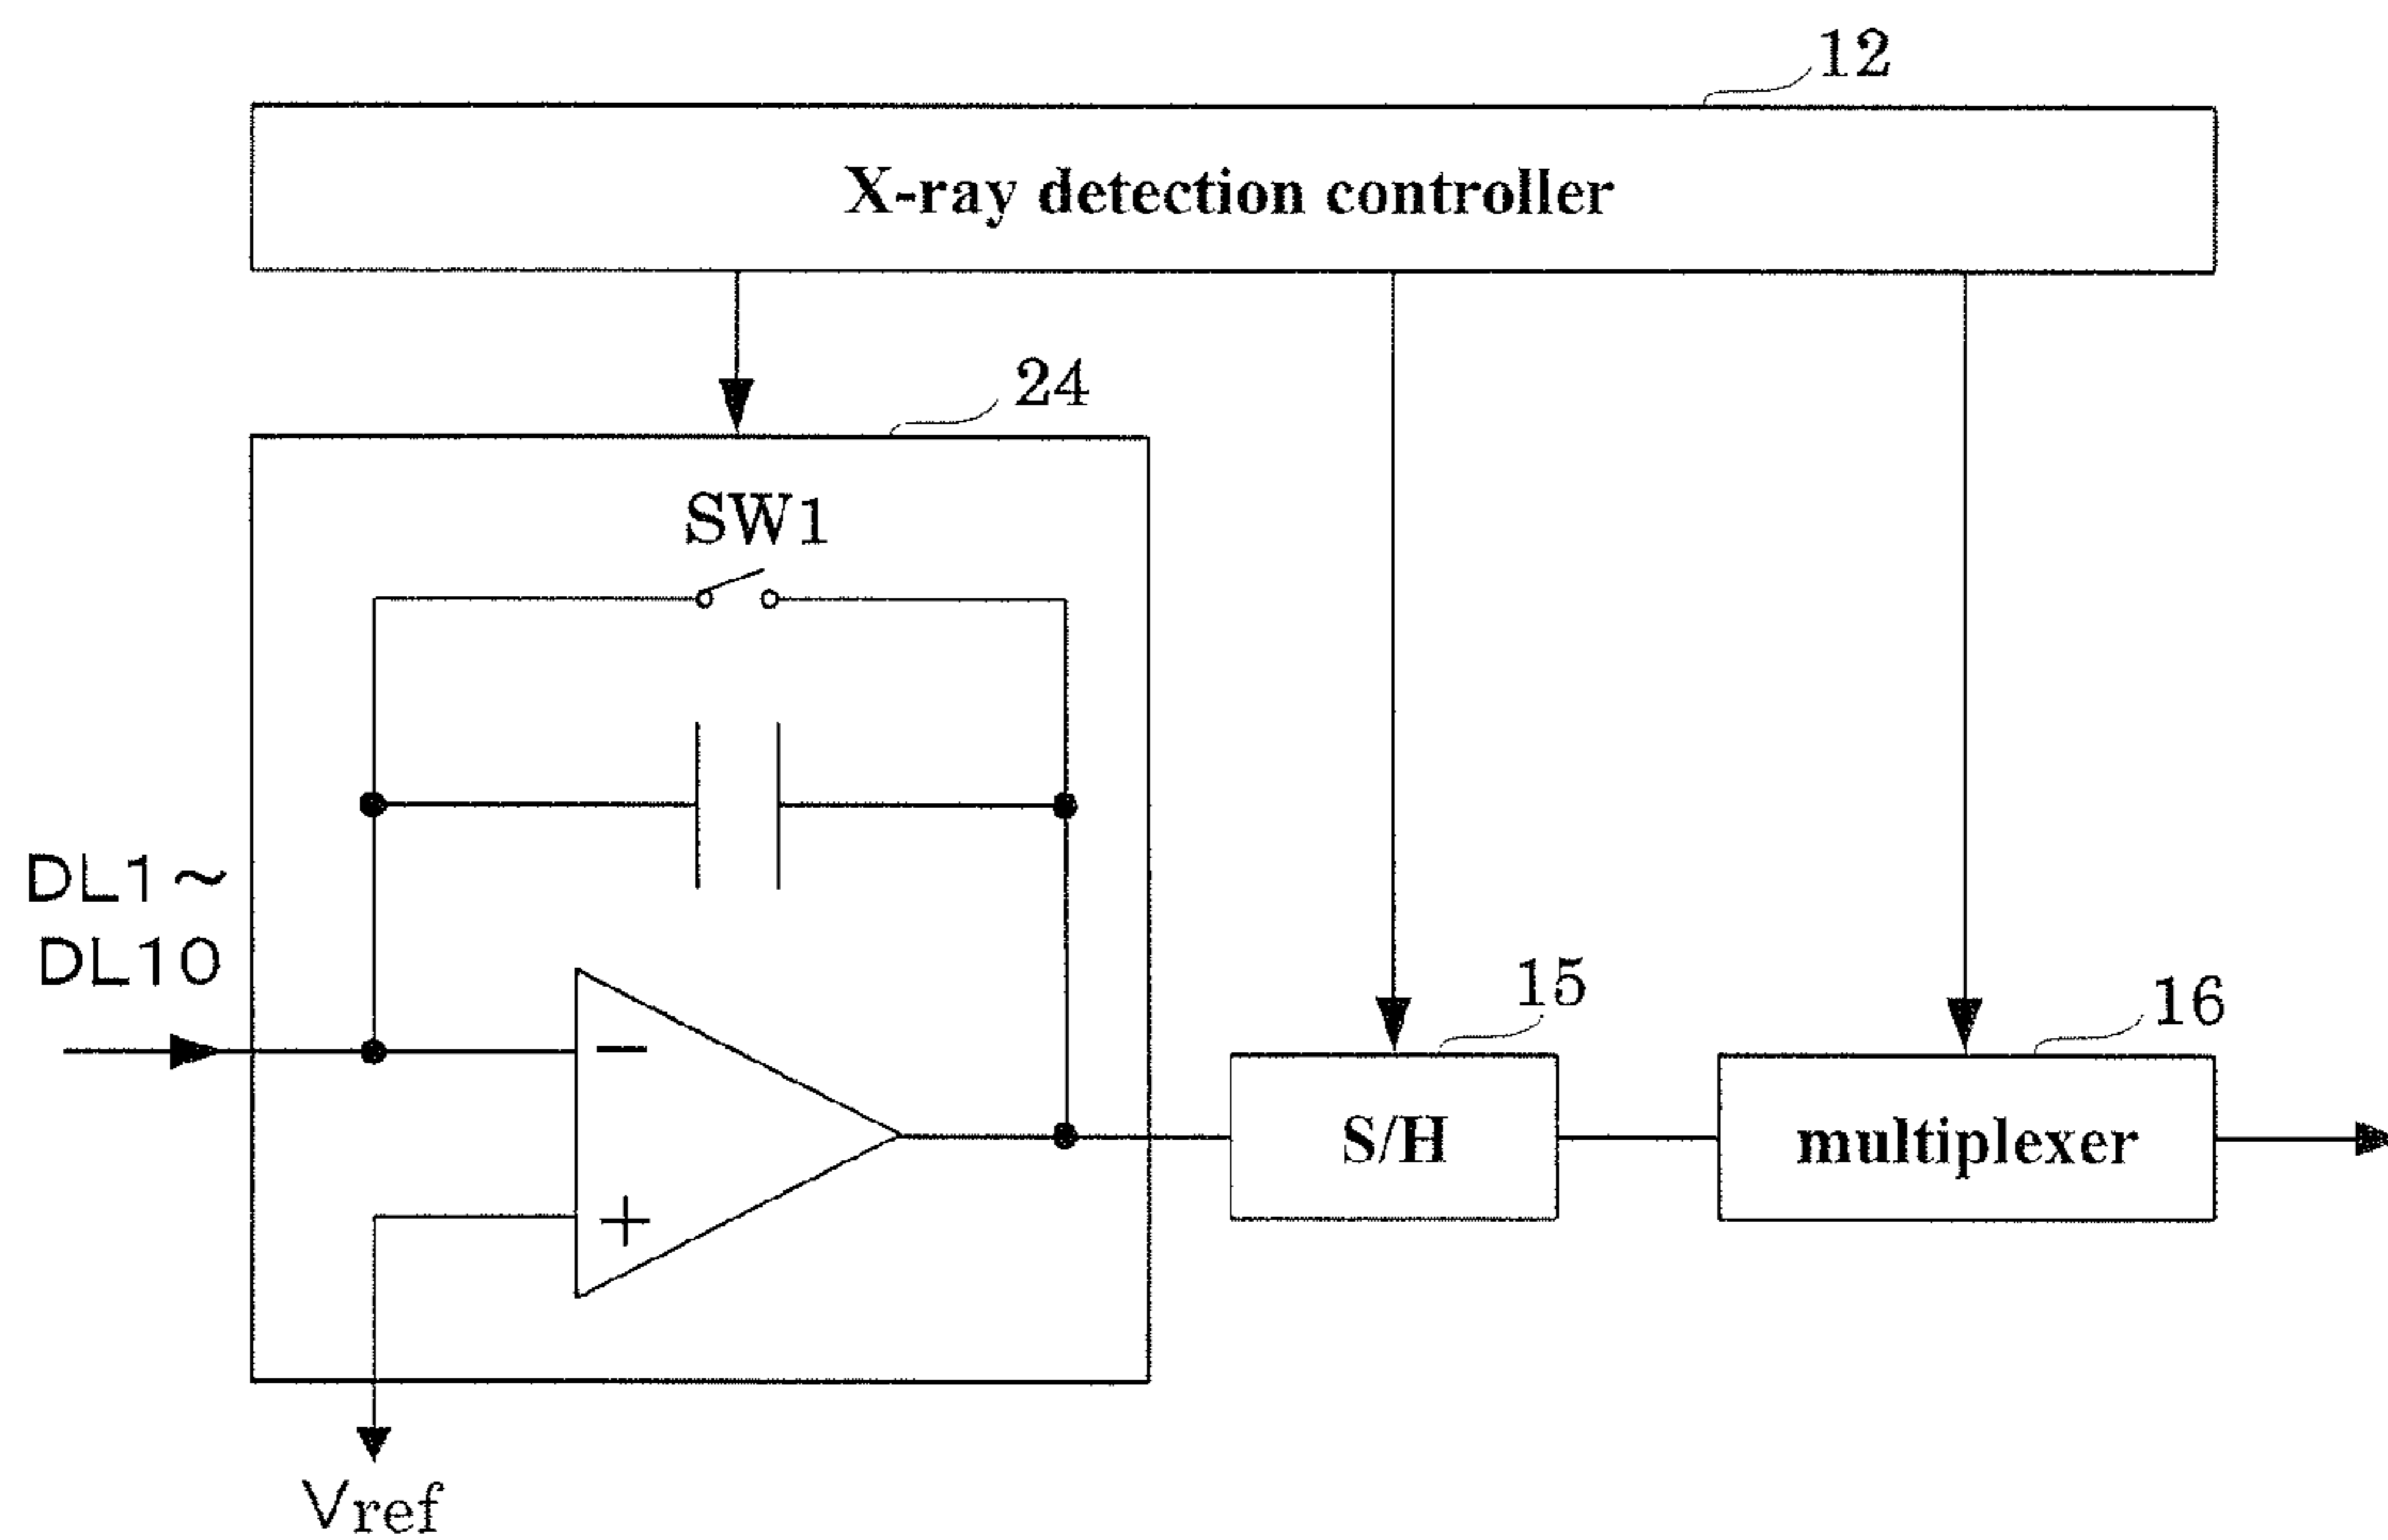 12
X-ray detection controller
24
SW1
DL1~
DL10
−
+
15
16
S/H
multiplexer
Vref